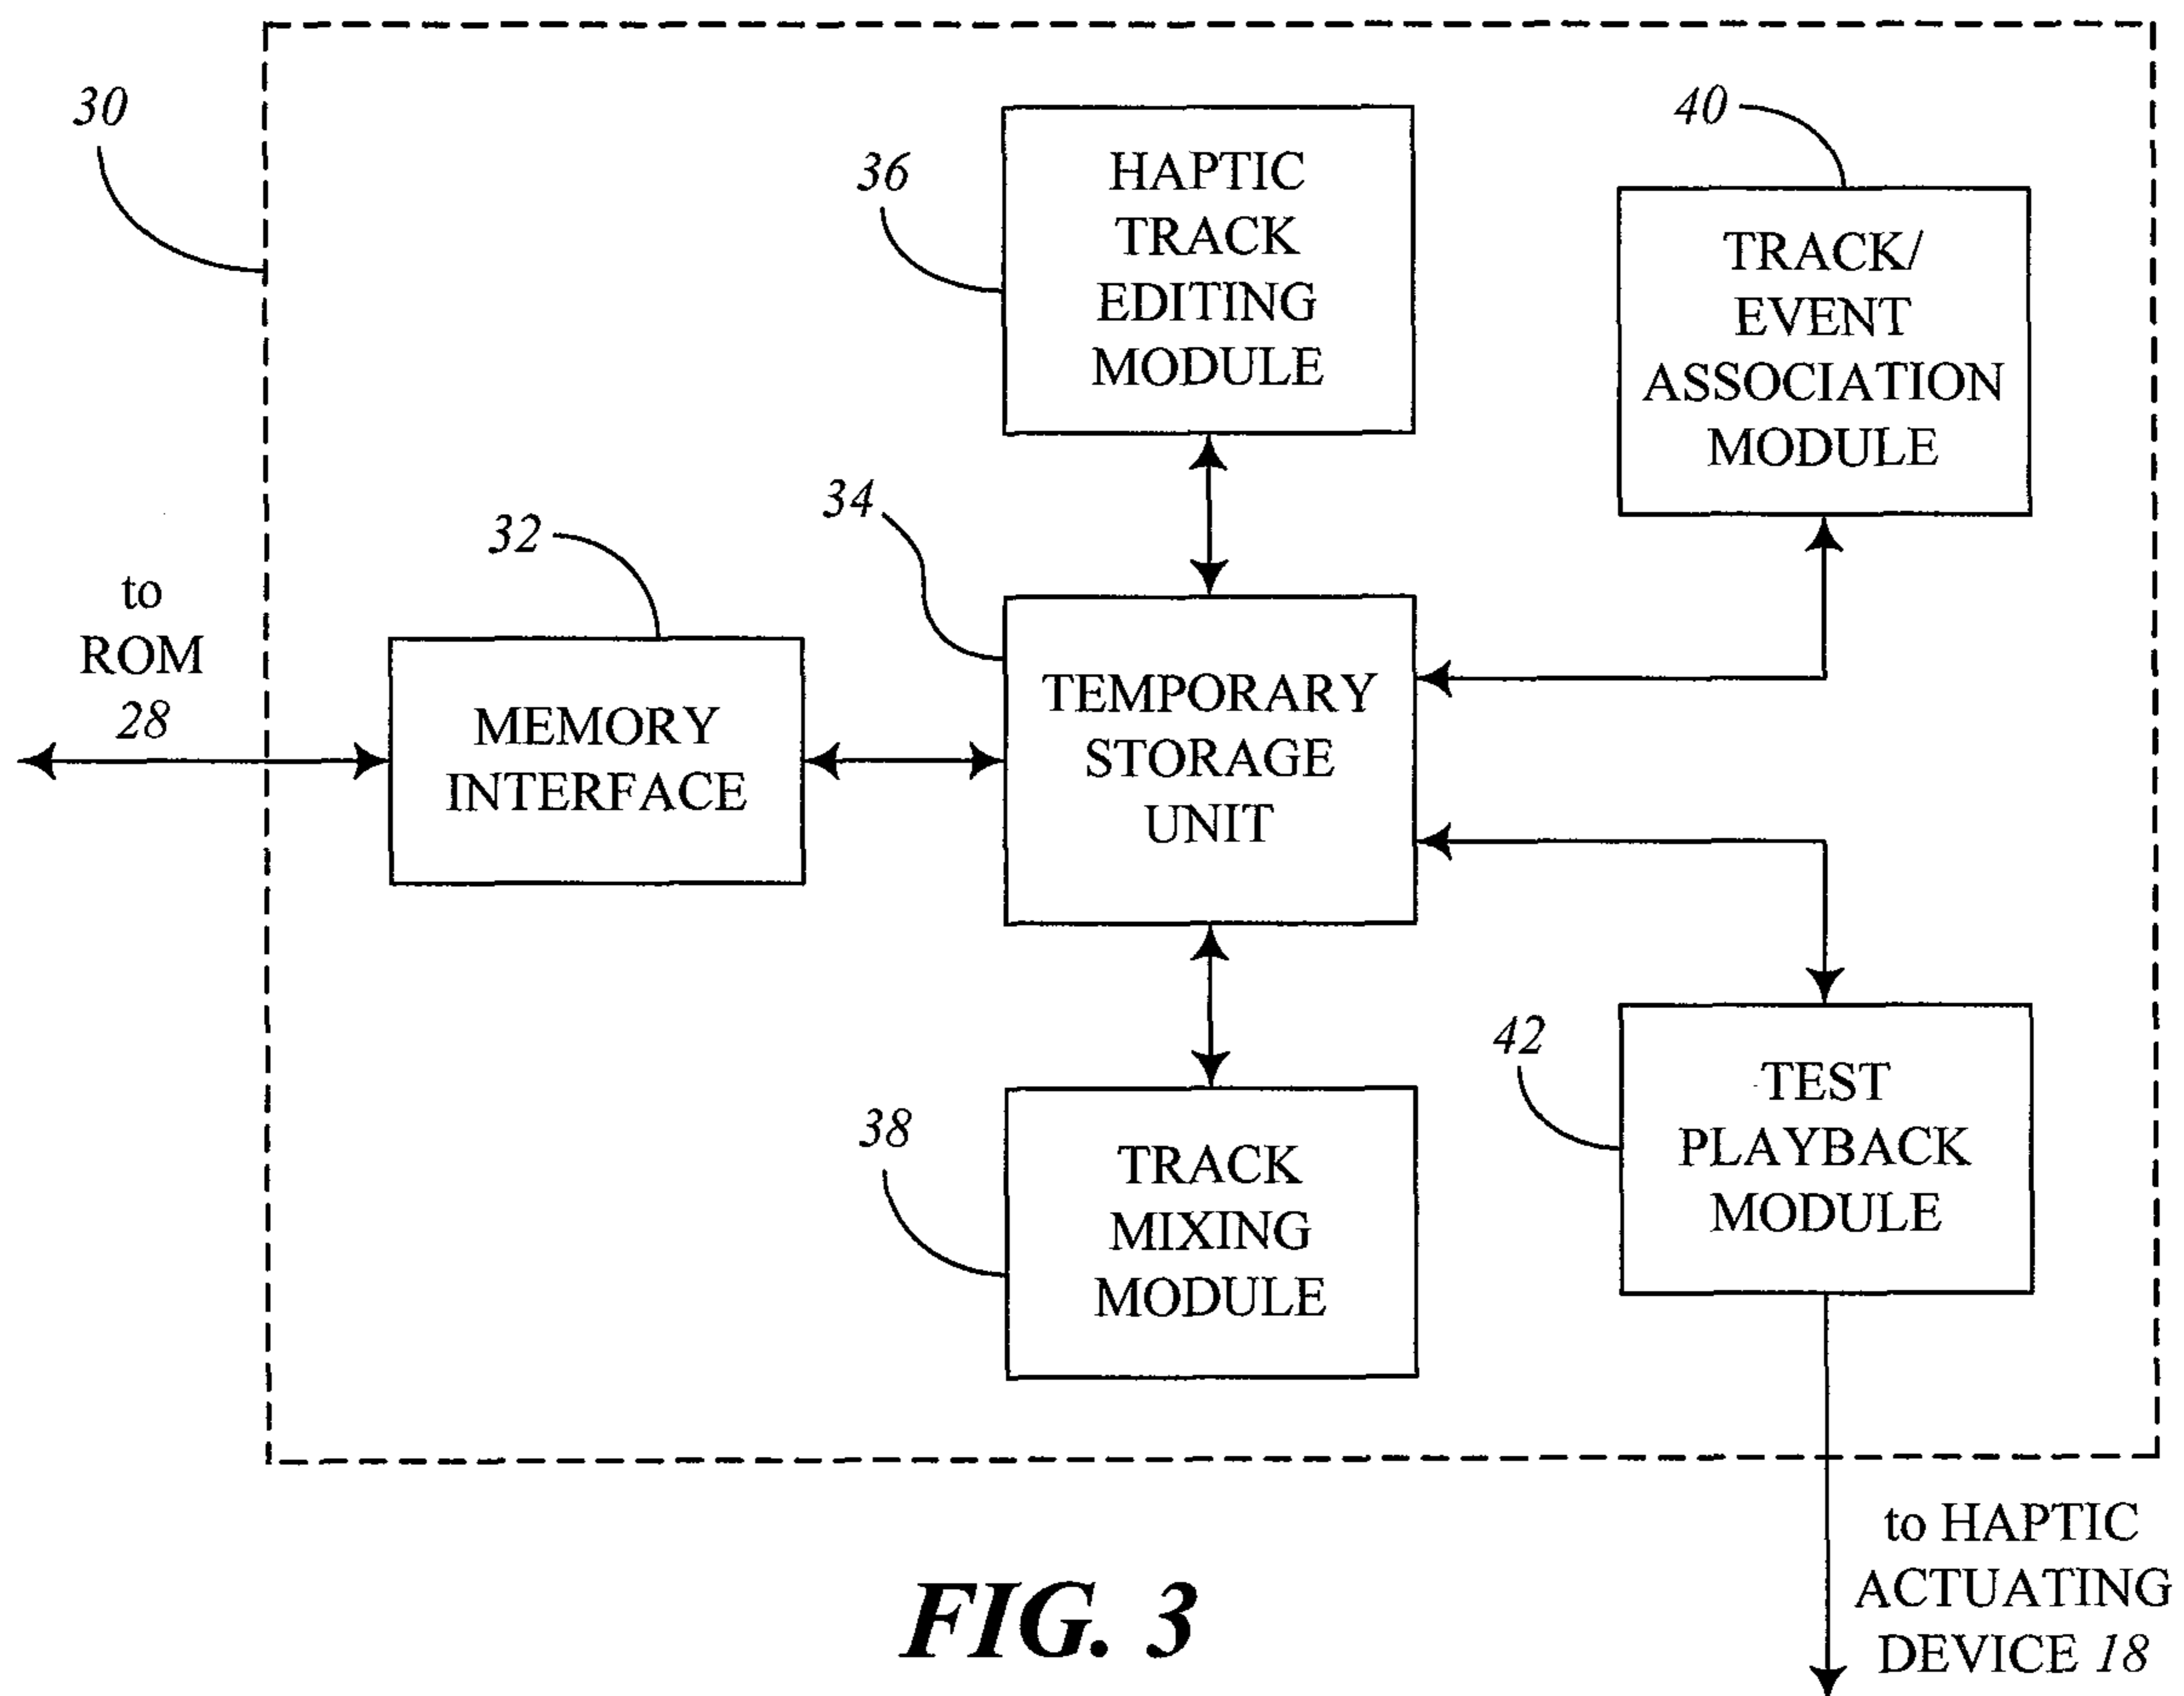 30
36
HAPTIC
TRACK
EDITING
MODULE
40
TRACK/
EVENT
ASSOCIATION
MODULE
34
32
to
ROM
28
MEMORY
INTERFACE
TEMPORARY
STORAGE
UNIT
38
TRACK
MIXING
MODULE
42
TEST
PLAYBACK
MODULE
to HAPTIC
ACTUATING
DEVICE 18
FIG. 3